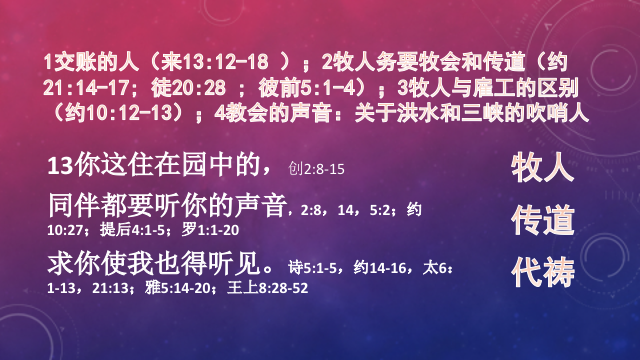 1交账的人（来13:12-18 ）；2牧人务要牧会和传道（约
21:14-17；徒20:28 ；彼前5:1-4）；3牧人与雇工的区别
（约10:12-13）；4教会的声音：关于洪水和三峡的吹哨人
13你这住在园中的，创2:8-15
同伴都要听你的声音，2:8，14，5:2；约
10:27；提后4:1-5；罗1:1-20
求你使我也得听见。诗5:1-5，约14-16，太6：
1-13，21:13；雅5:14-20；王上8:28-52
牧人
传道
代祷